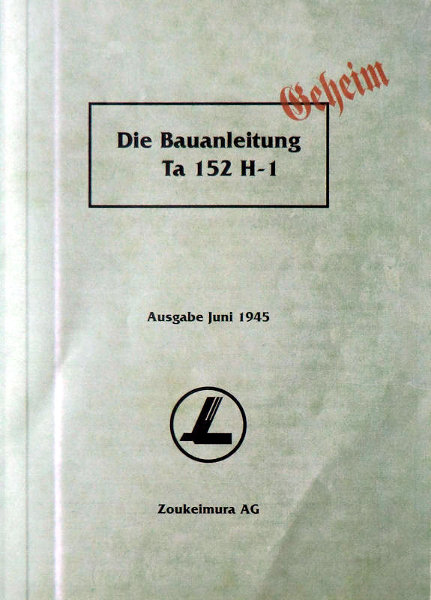 Geheim
Die Bauanleitung
Ta 152 H-1
Ausgabe Juni 1945
L
Zoukeimura AG